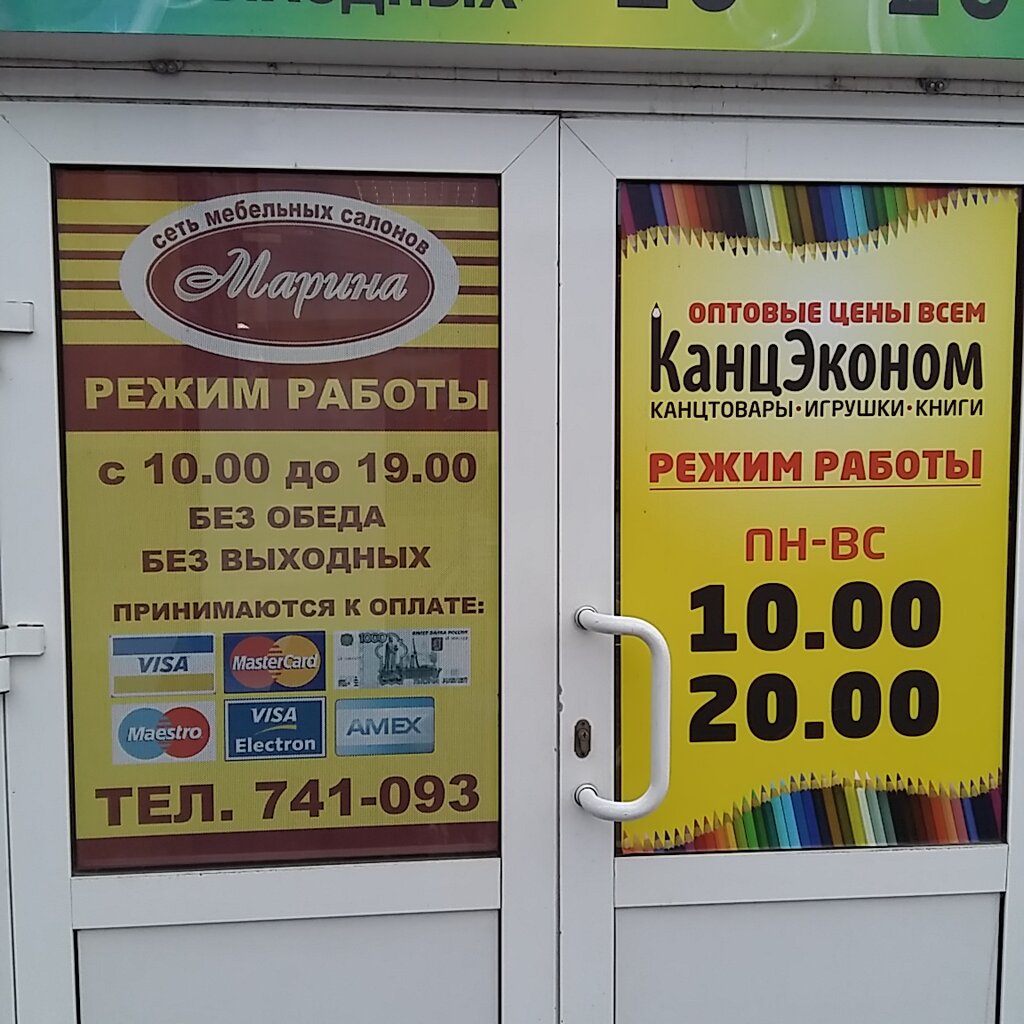 сеть мебельных салонов
Марина
РЕЖИМ РАБОТЫ
с 10.00 до 19.00
БЕЗ ОБЕДА
БЕЗ ВЫХОДНЫХ
ПРИНИМАЮТСЯ К ОПЛАТЕ:
VISA
MasterCard
1000
Maestro
VISA
Electron
AMEX
ТЕЛ. 741-093
ОПТОВЫЕ ЦЕНЫ ВСЕМ
КанцЭконом
КАНЦТОВАРЫ·ИГРУШКИ·КНИГИ
РЕЖИМ РАБОТЫ
ПН-ВС
10.00
20.00